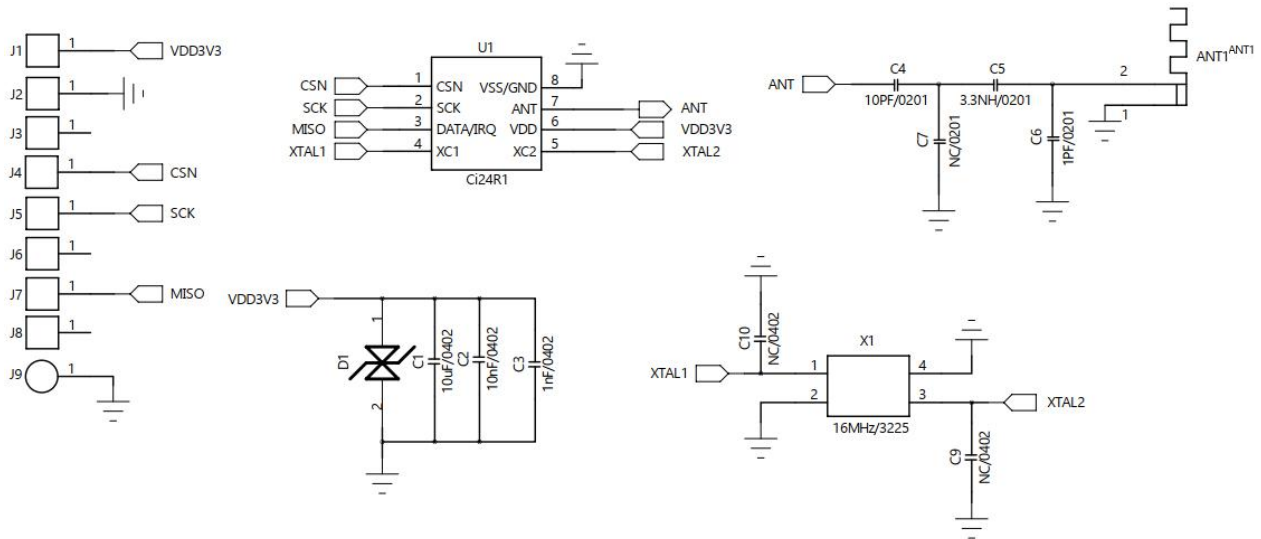 J1 1 VDD3V3
J2 1
J3 1
J4 1 CSN
J5 1 SCK
J6 1
J7 1 MISO
J8 1
J9 1
U1
CSN 1 CSN VSS/GND 8
SCK 2 SCK ANT 7 ANT
MISO 3 DATA/IRQ VDD 6 VDD3V3
XTAL1 4 XC1 XC2 5 XTAL2
Ci24R1
ANT C4 10PF/0201
C5 3.3NH/0201
C7 NC/0201
C6 1PF/0201
2
1
ANT1 ANT1
VDD3V3
1
D1
2
C1 10uF/0402
C2 10nF/0402
C3 1nF/0402
C10 NC/0402
X1
XTAL1 1 4
2 3 XTAL2
16MHz/3225
C9 NC/0402